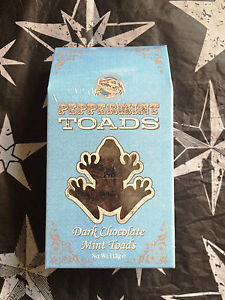 PEPPERMINT
TOADS
Dark Chocolate
Mint Toads